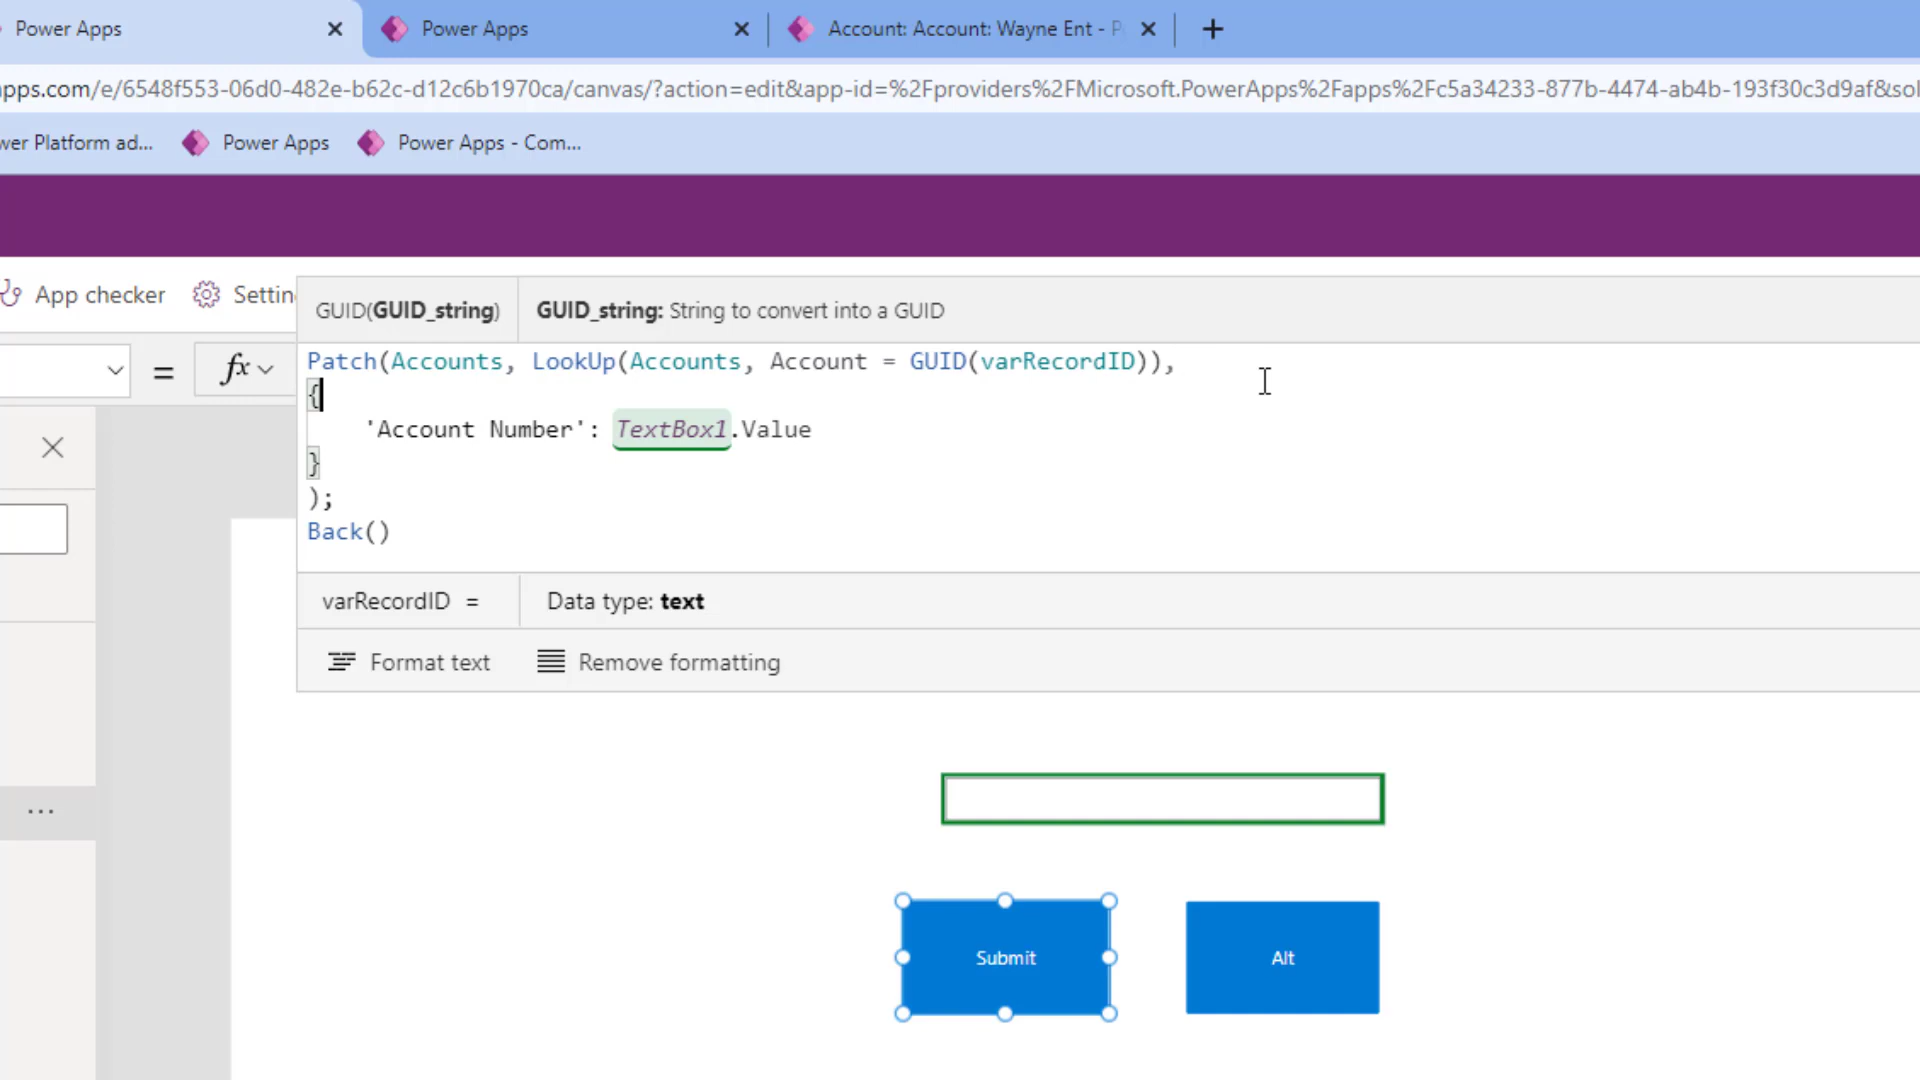 Power Apps
Power Apps
Account: Account: Wayne Ent - P
apps.com/e/6548f553-06d0-482e-b62c-d12c6b1970ca/canvas/?action=edit&app-id=%2Fproviders%2FMicrosoft.PowerApps%2Fapps%2Fc5a34233-877b-4474-ab4b-193f30c3d9af&sol
wer Platform ad...
Power Apps
Power Apps - Com...
App checker
Settin
GUID(GUID_string)
GUID_string: String to convert into a GUID
= fx
Patch(Accounts, LookUp(Accounts, Account = GUID(varRecordID)),
{
'Account Number': TextBox1.Value
}
);
Back()
varRecordID =
Data type: text
Format text
Remove formatting
...
Submit
Alt